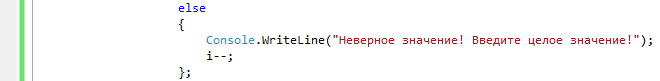 else
{
Console.WriteLine("Неверное значение! Введите целое значение!");
i--;
};